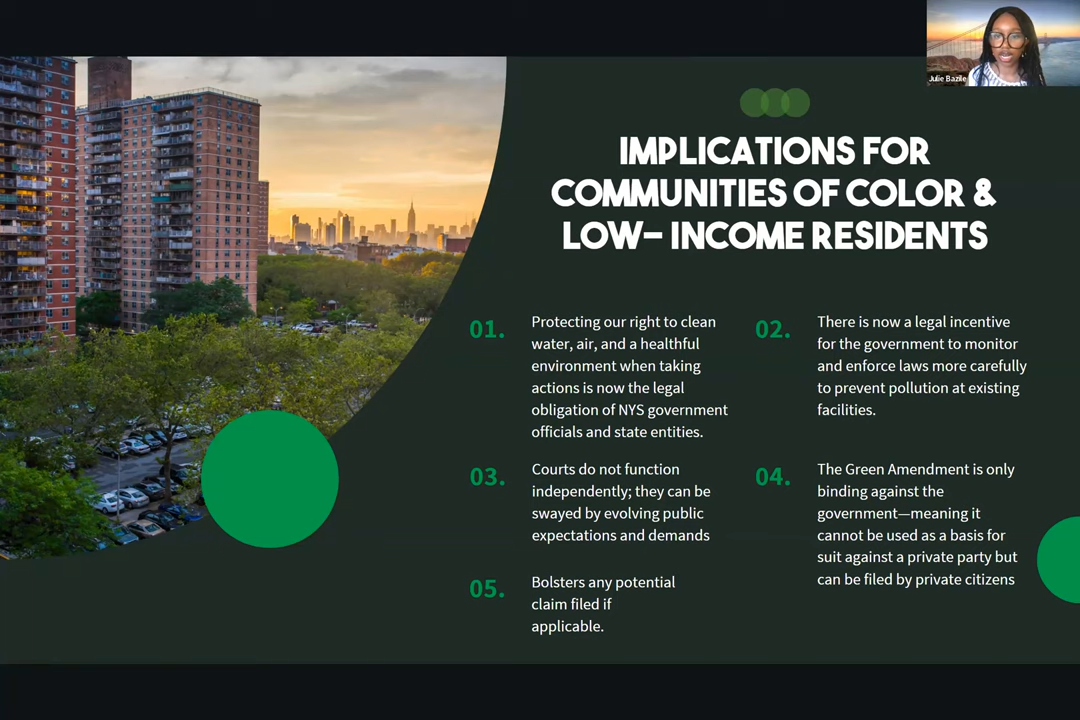 Julie Bazile
IMPLICATIONS FOR
COMMUNITIES OF COLOR &
LOW- INCOME RESIDENTS
01.
Protecting our right to clean
water, air, and a healthful
environment when taking
actions is now the legal
obligation of NYS government
officials and state entities.
02.
There is now a legal incentive
for the government to monitor
and enforce laws more carefully
to prevent pollution at existing
facilities.
03.
Courts do not function
independently; they can be
swayed by evolving public
expectations and demands
04.
The Green Amendment is only
binding against the
government—meaning it
cannot be used as a basis for
suit against a private party but
can be filed by private citizens
05.
Bolsters any potential
claim filed if
applicable.